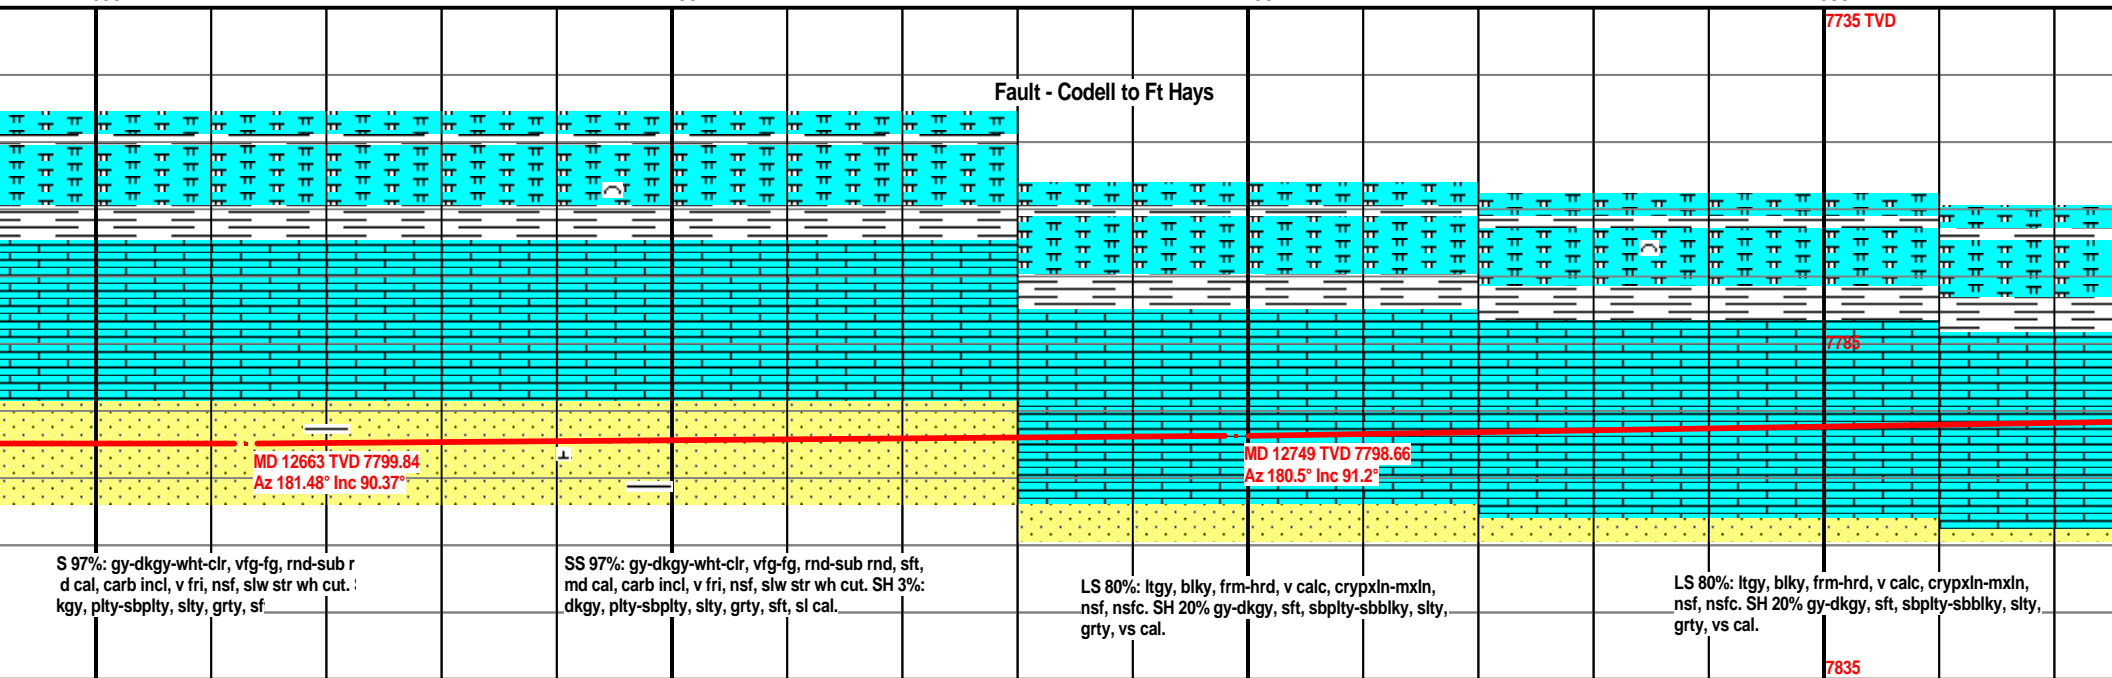 7735 TVD
Fault - Codell to Ft Hays
7785
MD 12663 TVD 7799.84
Az 181.48° Inc 90.37°
MD 12749 TVD 7798.66
Az 180.5° Inc 91.2°
S 97%: gy-dkgy-wht-clr, vfg-fg, rnd-sub r
d cal, carb incl, v fri, nsf, slw str wh cut.
kgy, plty-sbplty, slty, grty, sf
SS 97%: gy-dkgy-wht-clr, vfg-fg, rnd-sub rnd, sft,
md cal, carb incl, v fri, nsf, slw str wh cut. SH 3%:
dkgy, plty-sbplty, slty, grty, sft, sl cal.
LS 80%: ltgy, blky, frm-hrd, v calc, crypxln-mxln,
nsf, nsfc. SH 20% gy-dkgy, sft, sbplty-sbblky, slty,
grty, vs cal.
LS 80%: ltgy, blky, frm-hrd, v calc, crypxln-mxln,
nsf, nsfc. SH 20% gy-dkgy, sft, sbplty-sbblky, slty,
grty, vs cal.
7835